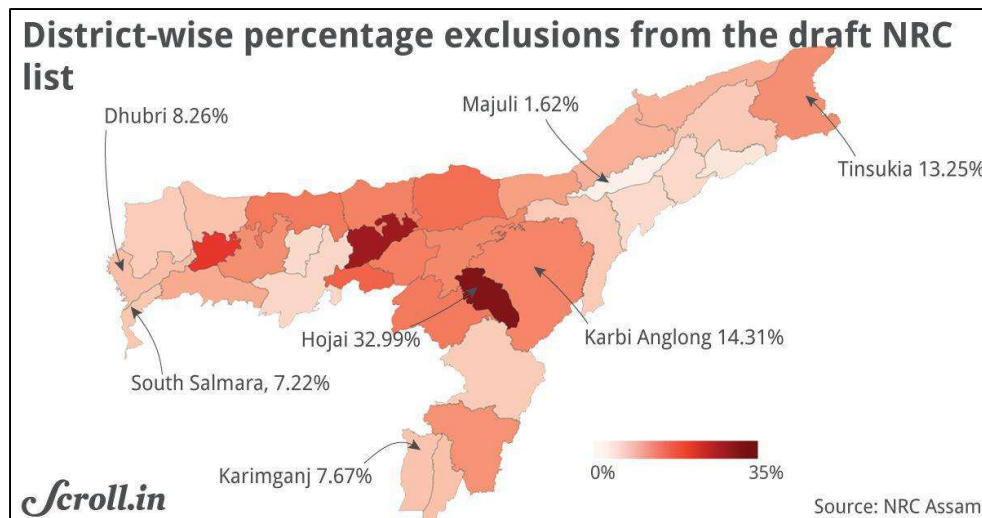 District-wise percentage exclusions from the draft NRC
list
Dhubri 8.26%
Majuli 1.62%
Tinsukia 13.25%
Hojai 32.99%
Karbi Anglong 14.31%
South Salmara, 7.22%
Karimganj 7.67%
0%
35%
Scroll.in
Source: NRC Assam